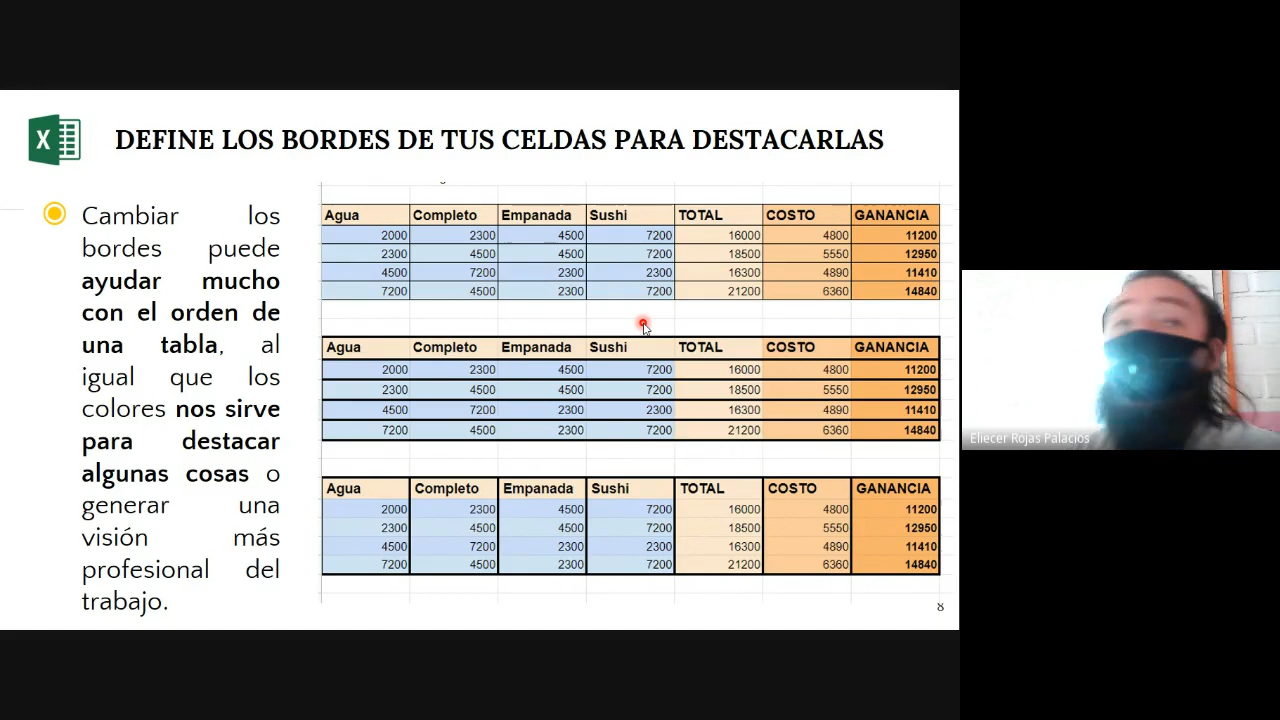 X
DEFINE LOS BORDES DE TUS CELDAS PARA DESTACARLAS
Cambiar los
bordes puede
ayudar mucho
con el orden de
una tabla, al
igual que los
colores nos sirve
para destacar
algunas cosas o
generar una
visión más
profesional del
trabajo.
Agua Completo Empanada Sushi TOTAL COSTO GANANCIA
2000 2300 4500 7200 16000 4800 11200
2300 4500 4500 7200 18500 5550 12950
4500 7200 2300 2300 16300 4890 11410
7200 4500 2300 7200 21200 6360 14840
Agua Completo Empanada Sushi TOTAL COSTO GANANCIA
2000 2300 4500 7200 16000 4800 11200
2300 4500 4500 7200 18500 5550 12950
4500 7200 2300 2300 16300 4890 11410
7200 4500 2300 7200 21200 6360 14840
Agua Completo Empanada Sushi TOTAL COSTO GANANCIA
2000 2300 4500 7200 16000 4800 11200
2300 4500 4500 7200 18500 5550 12950
4500 7200 2300 2300 16300 4890 11410
7200 4500 2300 7200 21200 6360 14840
8
Eliecer Rojas Palacios